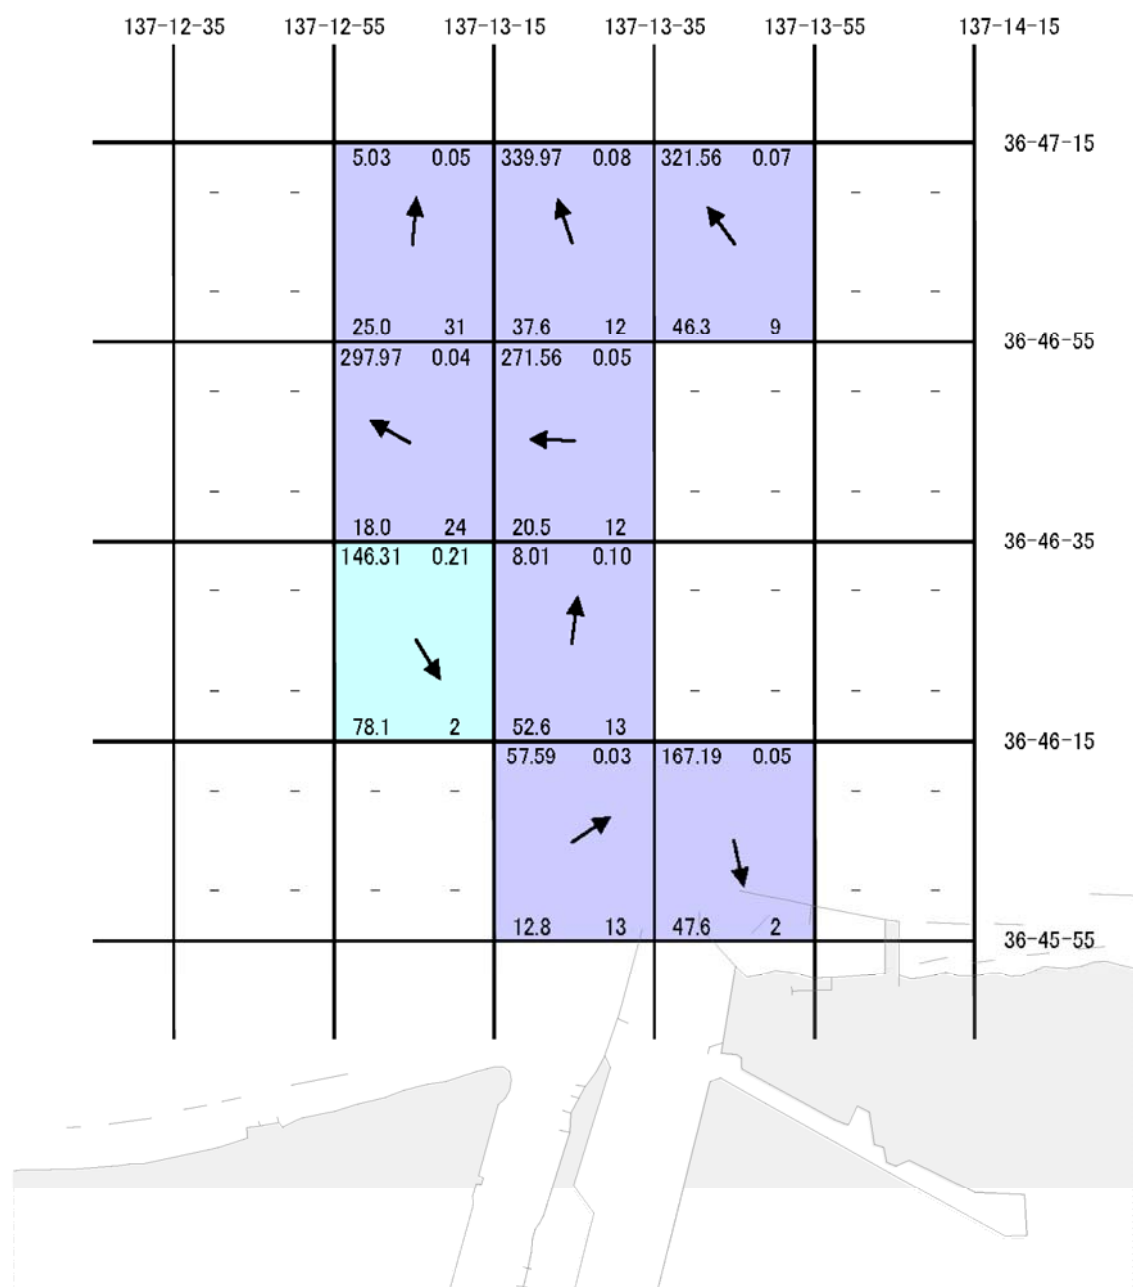 137-12-35 137-12-55 137-13-15 137-13-35 137-13-55 137-14-15
36-47-15
5.03 0.05 339.97 0.08 321.56 0.07
- - - -
- - - -
25.0 31 37.6 12 46.3 9
36-46-55
297.97 0.04 271.56 0.05
- - - - - -
- - - - - -
18.0 24 20.5 12
36-46-35
146.31 0.21 8.01 0.10
- - - - - -
- - - - - -
78.1 2 52.6 13
36-46-15
57.59 0.03 167.19 0.05
- - - - - -
- - - - - -
12.8 13 47.6 2
36-45-55